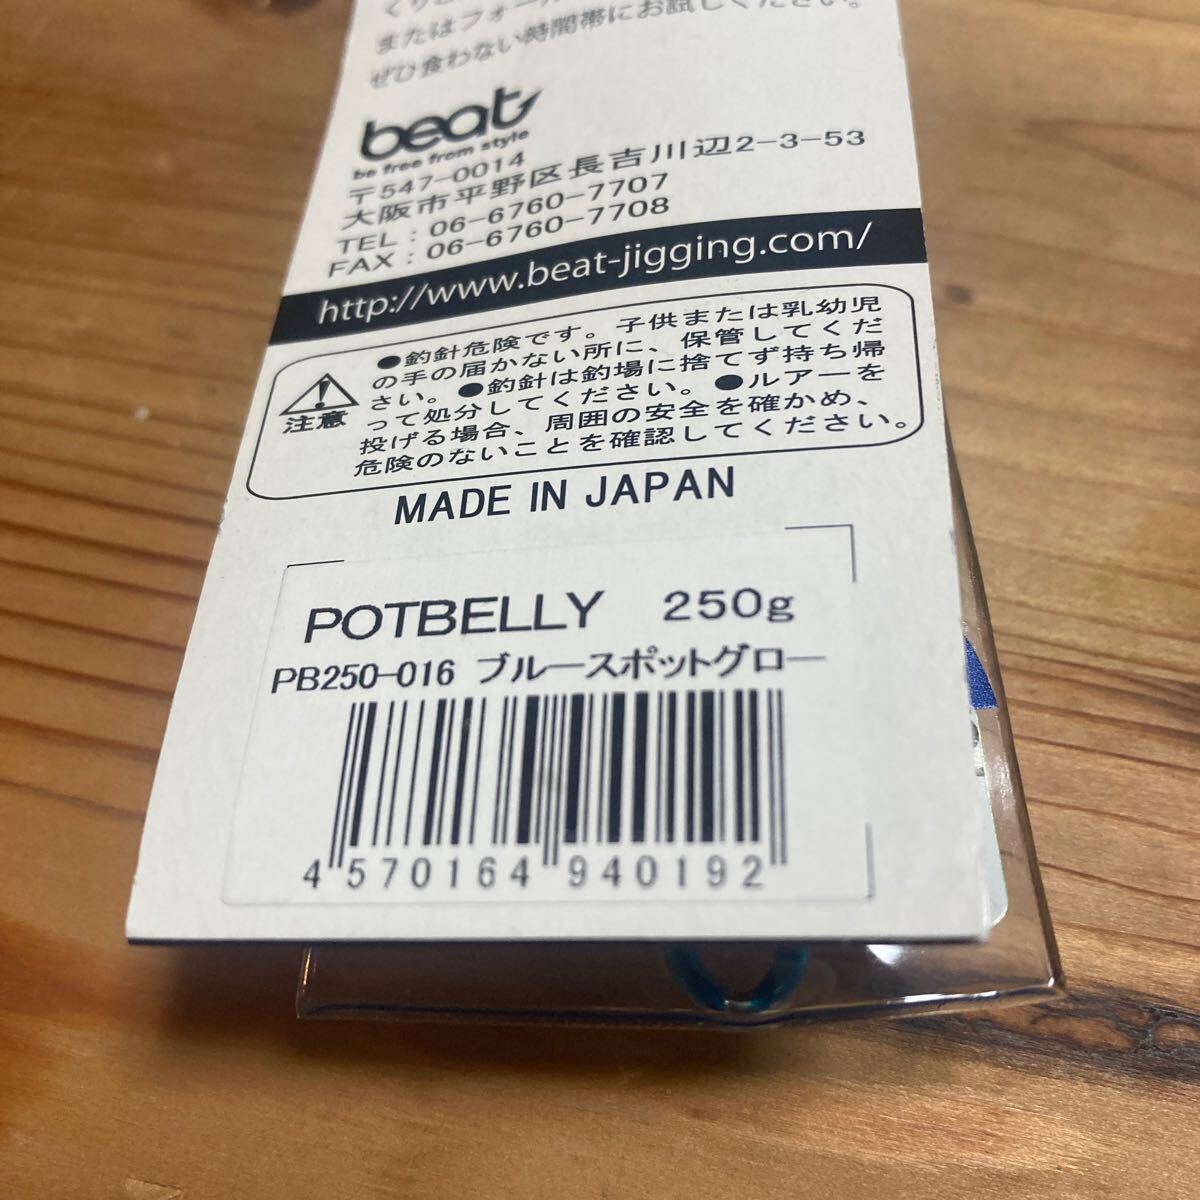 またはフォール
ぜひ食わない時間帯にお試しください。
beat
be free from style
〒547-0014
大阪市平野区長吉川辺2-3-53
TEL : 06-6760-7707
FAX : 06-6760-7708
http://www.beat-jigging.com/
●釣針危険です。子供または乳幼児
の手の届かない所に、保管してくだ
さい。●釣針は釣場に捨てず持ち帰
って処分してください。●ルアーを
投げる場合、周囲の安全を確かめ、
危険のないことを確認してください。
注意
MADE IN JAPAN
POTBELLY 250g
PB250-016 ブルースポットグロー
4 570164 940192